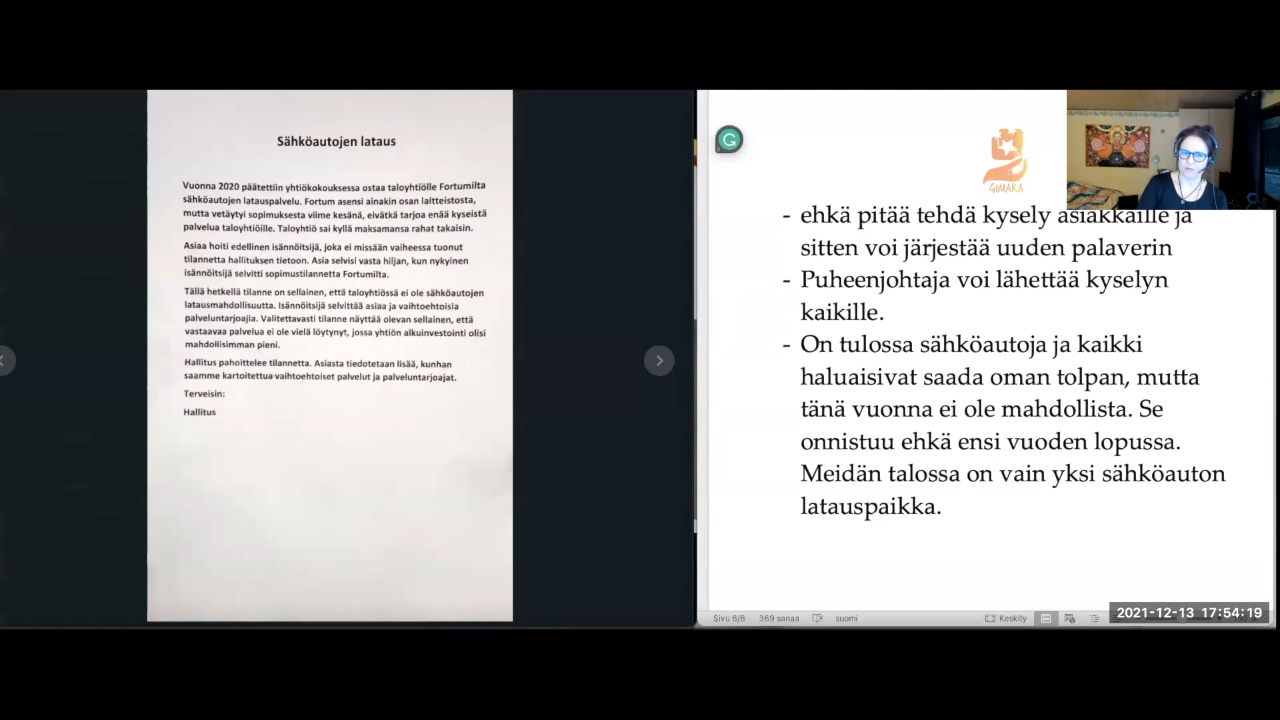 Sähköautojen lataus
Vuonna 2020 päätettiin yhtiökokouksessa ostaa taloyhtiölle Fortumilta
sähköautojen latauspalvelu. Fortum asensi ainakin osan laitteistosta,
mutta vetäytyi sopimuksesta viime kesänä, eivätkä tarjoa enää kyseistä
palvelua taloyhtiöille. Taloyhtiö sai kyllä maksamansa rahat takaisin.
Asiaa hoiti edellinen isännöitsijä, joka ei missään vaiheessa tuonut
tilannetta hallituksen tietoon. Asia selvisi vasta hiljan, kun nykyinen
isännöitsijä selvitti sopimustilannetta Fortumilta.
Tällä hetkellä tilanne on sellainen, että taloyhtiössä ei ole sähköautojen
latausmahdollisuutta. Isännöitsijä selvittää asiaa ja vaihtoehtoisia
palveluntarjoajia. Valitettavasti tilanne näyttää olevan sellainen, että
vastaavaa palvelua ei ole vielä löytynyt, jossa yhtiön alkuinvestointi olisi
mahdollisimman pieni.
Hallitus pahoittelee tilannetta. Asiasta tiedotetaan lisää, kunhan
saamme kartoitettua vaihtoehtoiset palvelut ja palveluntarjoajat.
Terveisin:
Hallitus
G
GIMARA
- ehkä pitää tehdä kysely asiakkaille ja
sitten voi järjestää uuden palaverin
- Puheenjohtaja voi lähettää kyselyn
kaikille.
- On tulossa sähköautoja ja kaikki
haluaisivat saada oman tolpan, mutta
tänä vuonna ei ole mahdollista. Se
onnistuu ehkä ensi vuoden lopussa.
Meidän talossa on vain yksi sähköauton
latauspaikka.
Sivu 6/6 369 sanaa suomi Keskity
2021-12-13 17:54:19